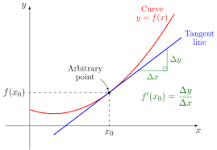 Curve
y = f(x)
Tangent
line
Δy
Arbitrary
point
Δx
f(x₀)
f′(x₀) = Δy/Δx
x
x₀